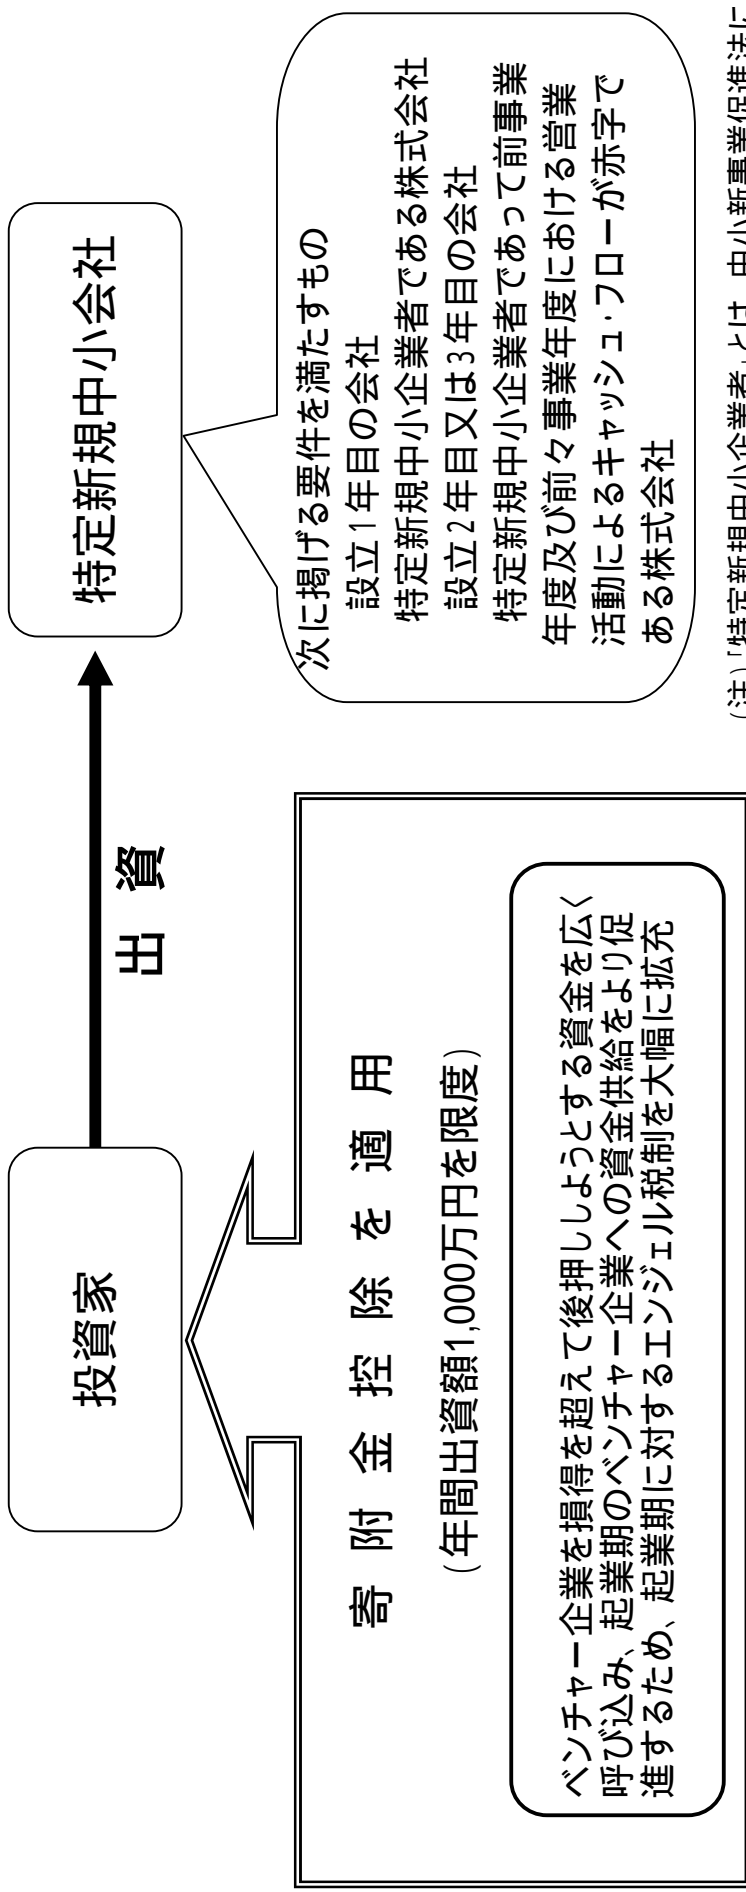 投資家
出 資
特定新規中小会社
寄 附 金 控 除 を 適 用
(年間出資額1,000万円を限度)
ベンチャー企業を損得を超えて後押ししようとする資金を広く
呼び込み、起業期のベンチャー企業への資金供給をより促
進するため、起業期に対するエンジェル税制を大幅に拡充
次に掲げる要件を満たすもの
設立1年目の会社
特定新規中小企業者である株式会社
設立2年目又は3年目の会社
特定新規中小企業者であって前事業
年度及び前々事業年度における営業
活動によるキャッシュ・フローが赤字で
ある株式会社
(注)「特定新規中小企業者」とは、中小新事業促進法に